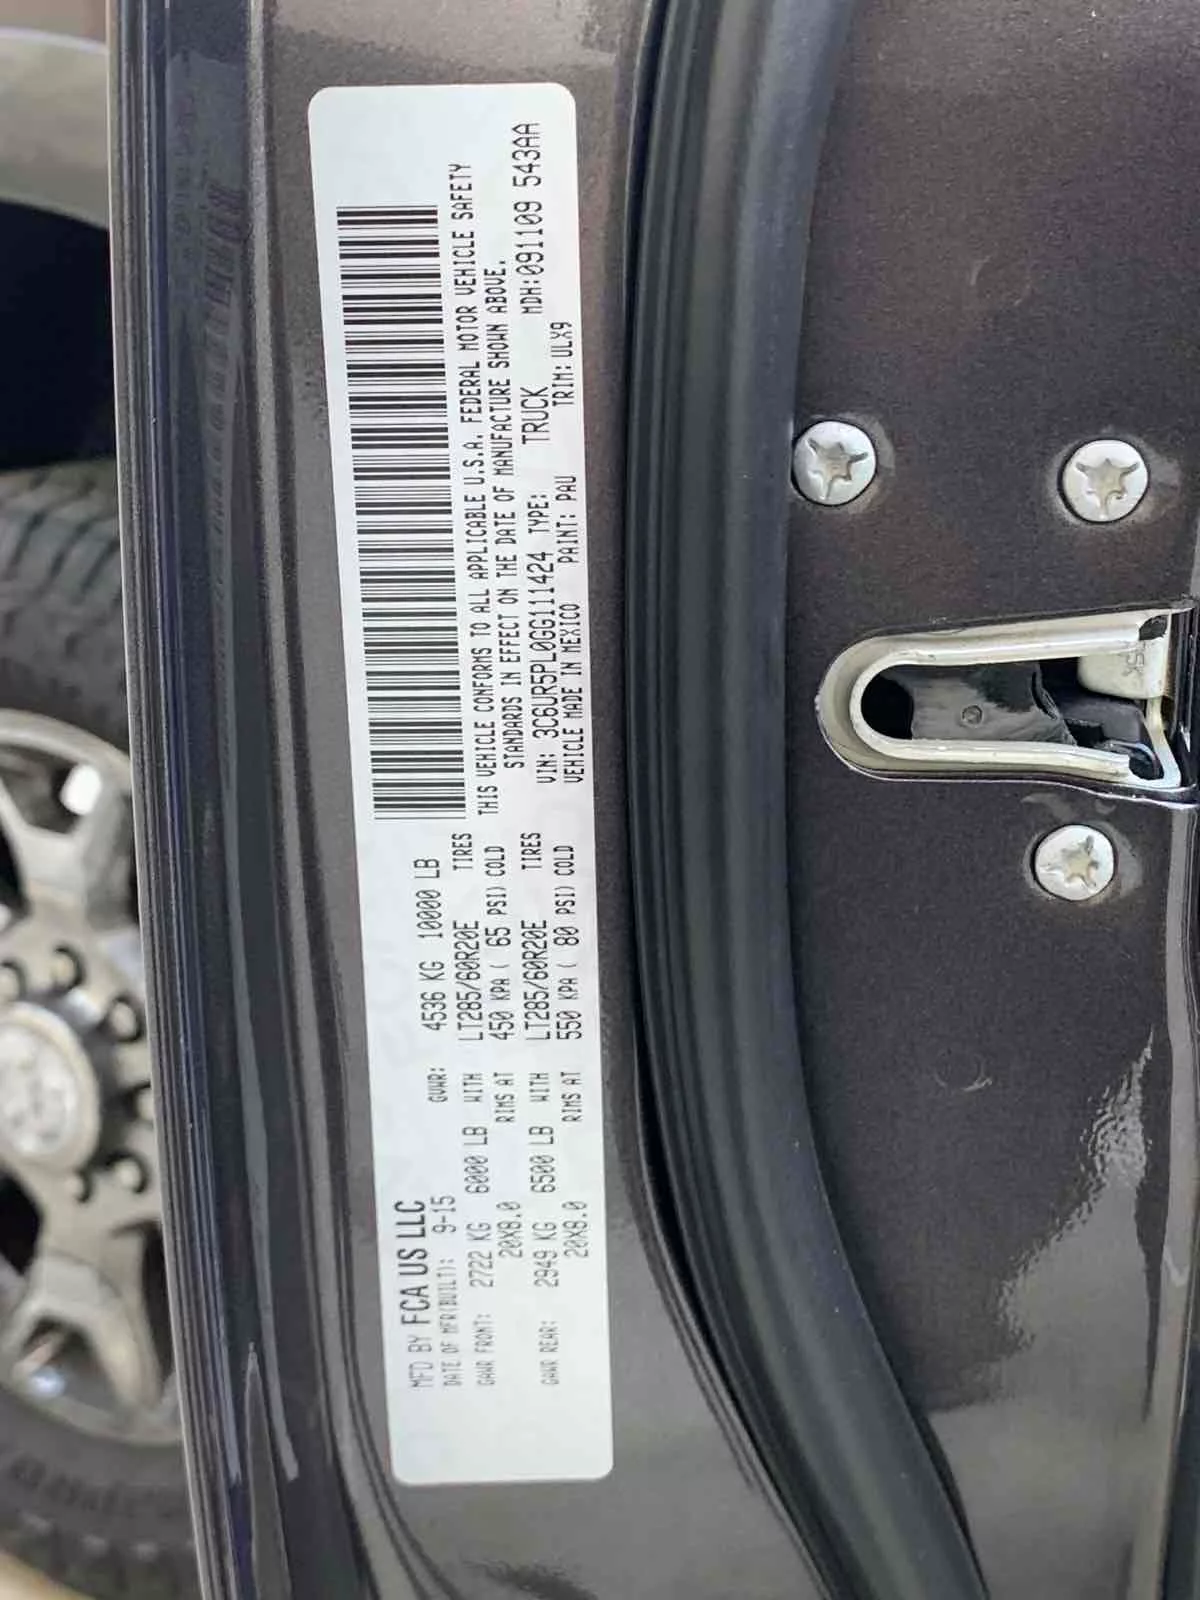 MFD BY FCA US LLC
DATE OF MFR(BUILT): 9-15 GVWR: 4536 KG 10000 LB
GAWR FRONT: 2722 KG 6000 LB WITH LT285/60R20E TIRES
20X8.0 RIMS AT 450 KPA ( 65 PSI) COLD
GAWR REAR: 2949 KG 6500 LB WITH LT285/60R20E TIRES
20X8.0 RIMS AT 550 KPA ( 80 PSI) COLD
THIS VEHICLE CONFORMS TO ALL APPLICABLE U.S.A. FEDERAL MOTOR VEHICLE SAFETY
STANDARDS IN EFFECT ON THE DATE OF MANUFACTURE SHOWN ABOVE.
MDH:091109 543AA
VIN: 3C6UR5PL0GG111424 TYPE: TRUCK
VEHICLE MADE IN MEXICO PAINT: PAU TRIM: ULX9